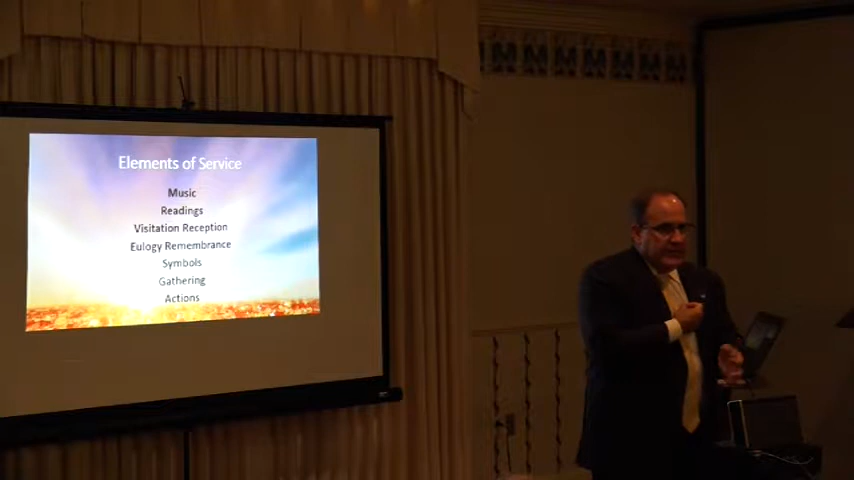 Elements of Service
Music
Readings
Visitation Reception
Eulogy Remembrance
Symbols
Gathering
Actions